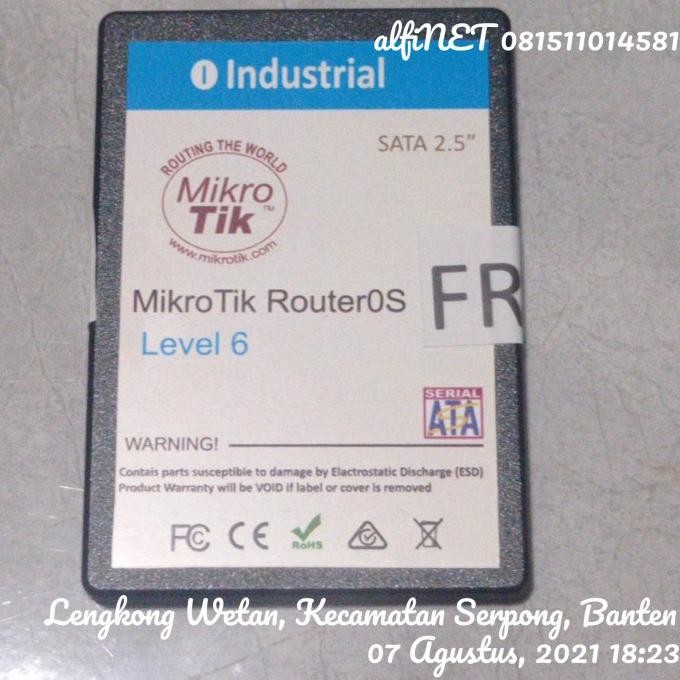 alfiNET 081511014581
Industrial
SATA 2.5”
ROUTING THE WORLD
Mikro
Tik™
www.mikrotik.com
FR
MikroTik Router0S
Level 6
SERIAL
ATA
WARNING!
Contais parts susceptible to damage by Elactrostatic Discharge (ESD)
Product Warranty will be VOID if label or cover is removed
FC CE RoHS
Lengkong Wetan, Kecamatan Serpong, Banten
07 Agustus, 2021 18:23